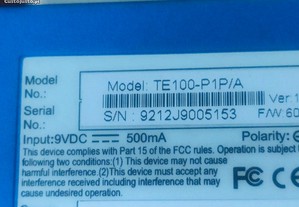 Model No.:
Model: TE100-P1P/A
Ver:1
Serial No.:
S/N : 9212J9005153
F/W:60
Input:9VDC ⎓ 500mA
Polarity:
This device complies with Part 15 of the FCC rules. Operation is subject
following two conditions:(1) This device may not cause
harmful interference.(2)This device must accept any
interference received including interference that may
cause undesired operation.
FC CE